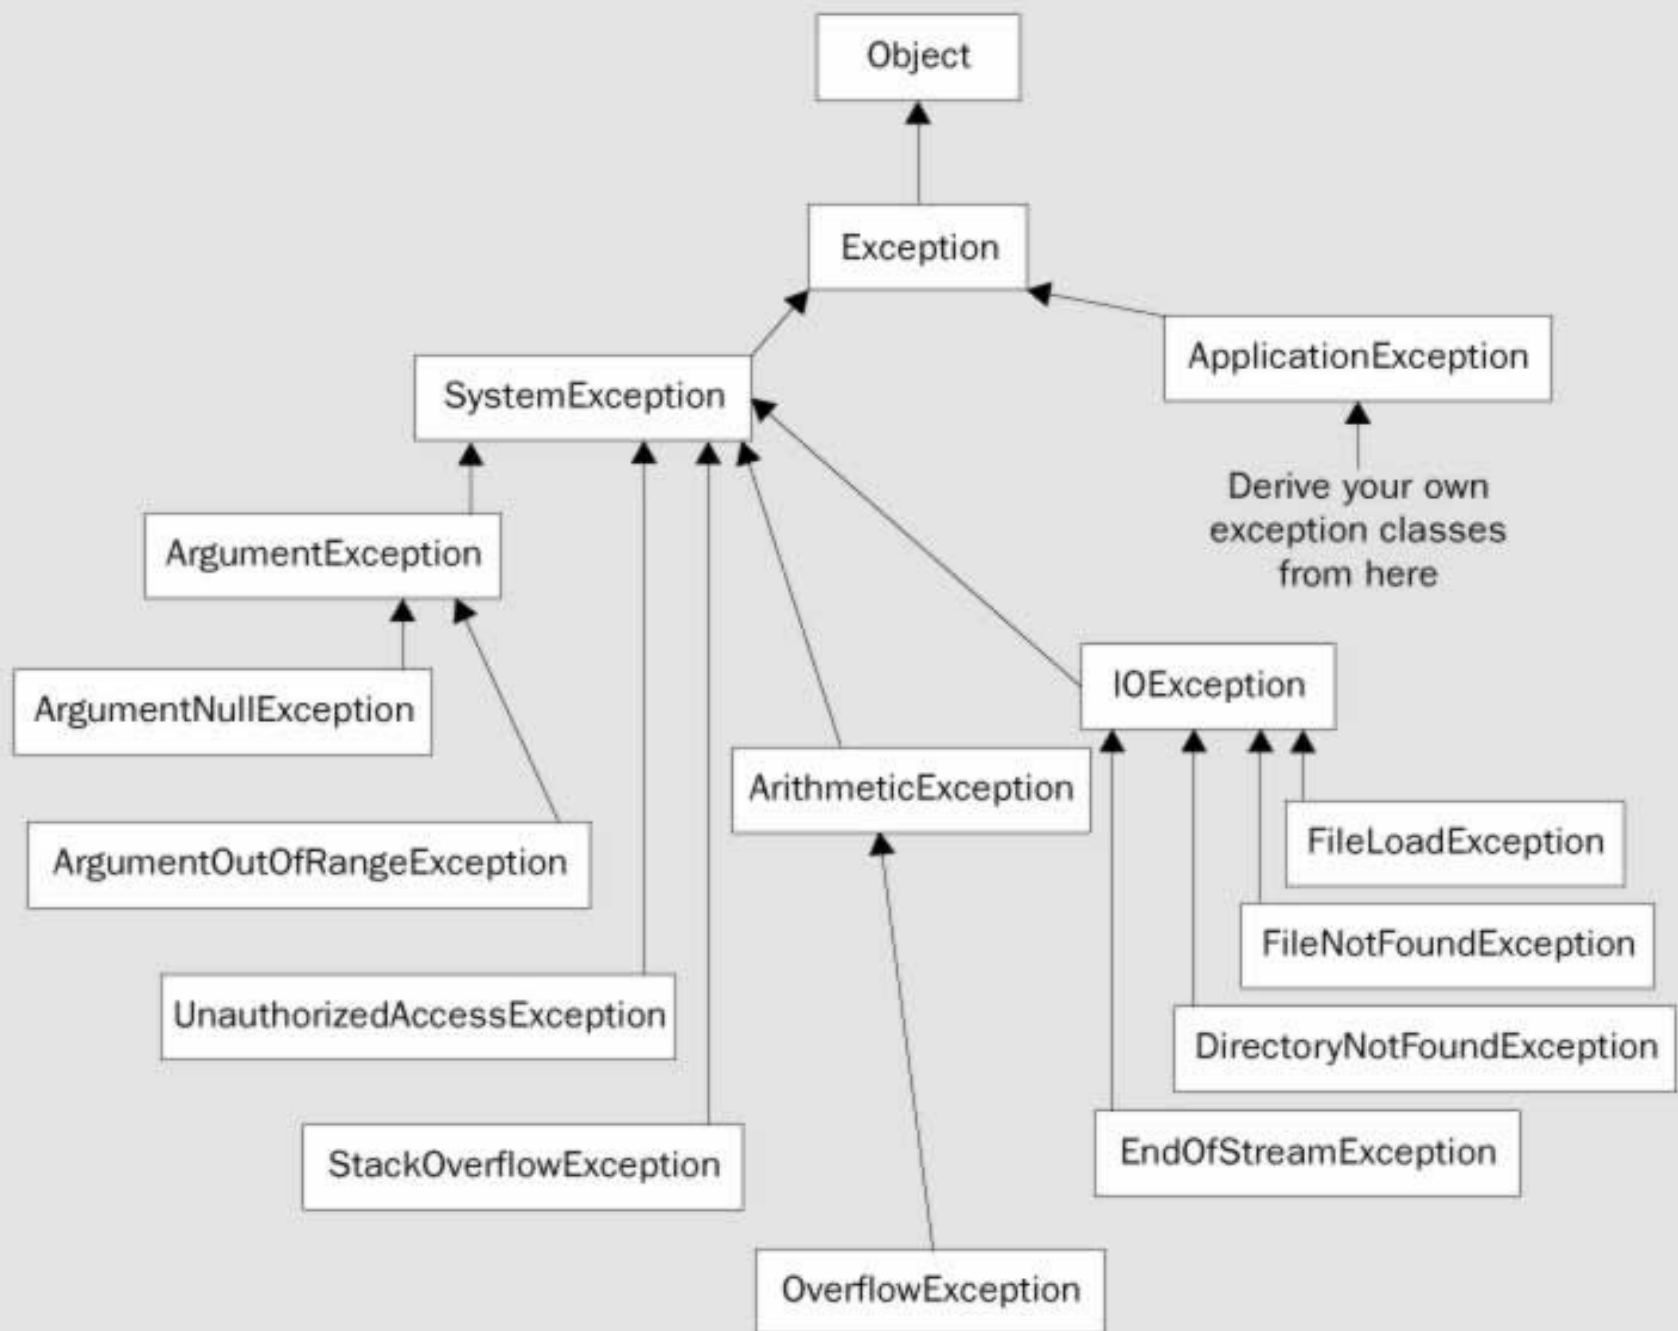 Object
Exception
ApplicationException
SystemException
Derive your own
exception classes
from here
ArgumentException
IOException
ArgumentNullException
ArithmeticException
FileLoadException
ArgumentOutOfRangeException
FileNotFoundException
UnauthorizedAccessException
DirectoryNotFoundException
EndOfStreamException
StackOverflowException
OverflowException